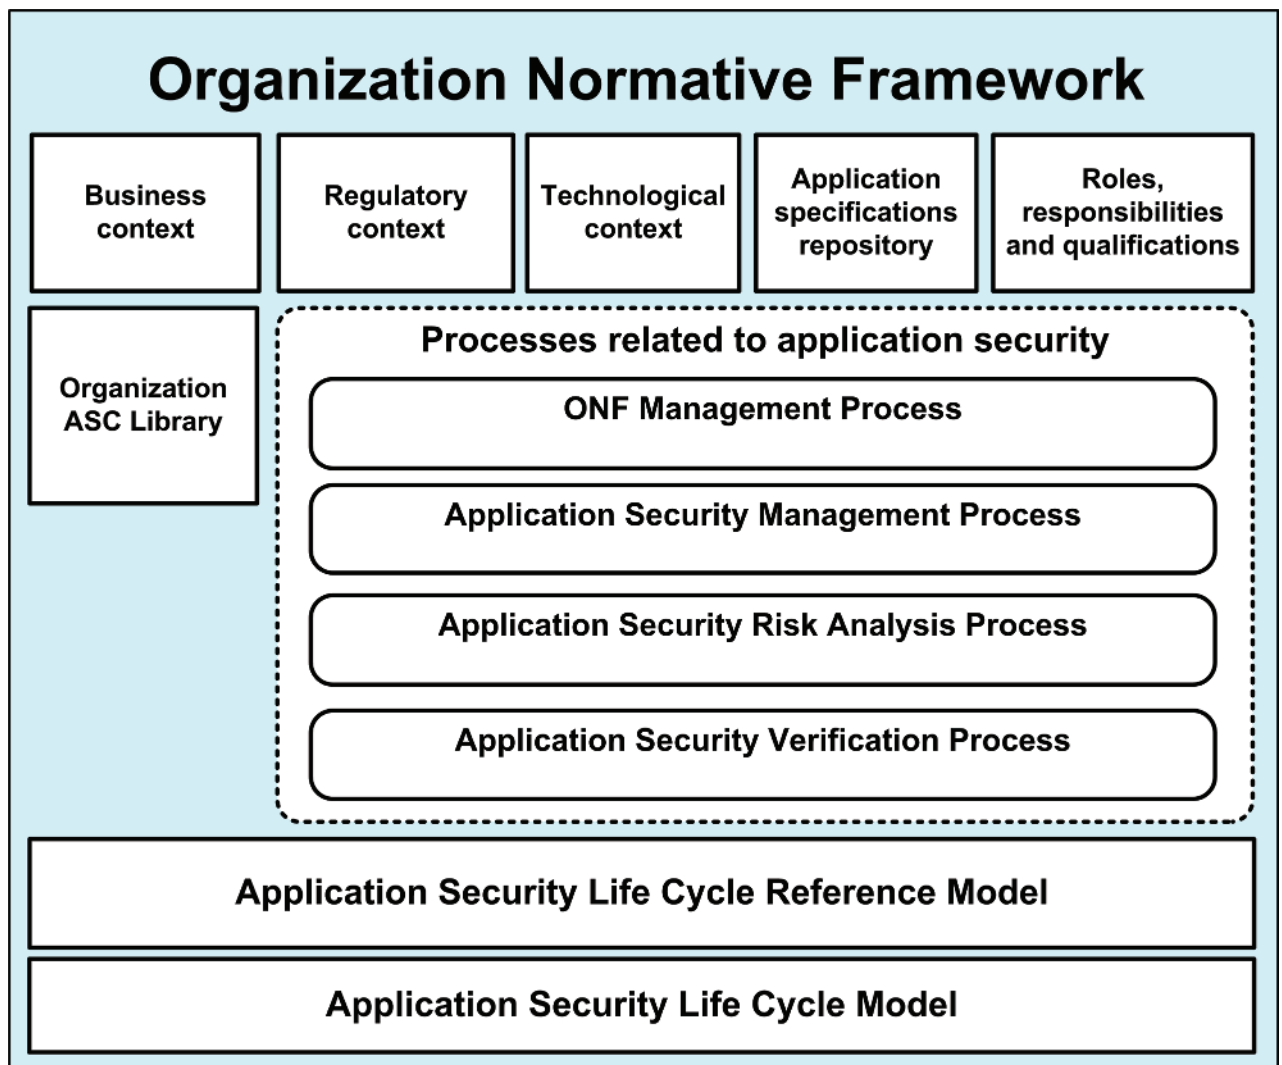 Organization Normative Framework
Business
context
Regulatory
context
Technological
context
Application
specifications
repository
Roles,
responsibilities
and qualifications
Organization
ASC Library
Processes related to application security
ONF Management Process
Application Security Management Process
Application Security Risk Analysis Process
Application Security Verification Process
Application Security Life Cycle Reference Model
Application Security Life Cycle Model